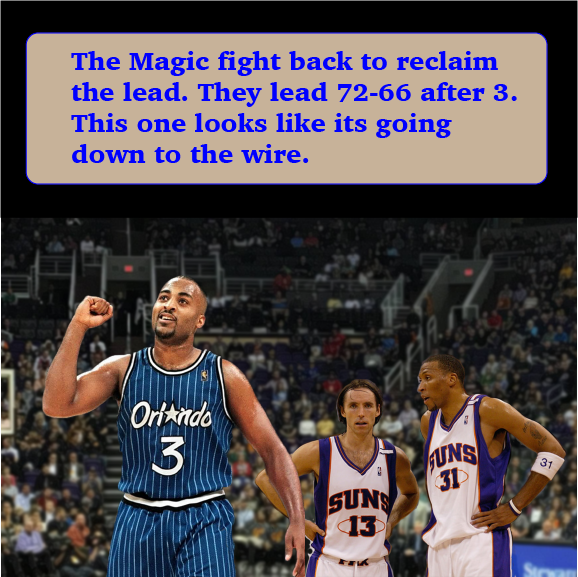 The Magic fight back to reclaim
the lead. They lead 72-66 after 3.
This one looks like its going
down to the wire.
Orlando
3
SUNS
13
SUNS
31
31